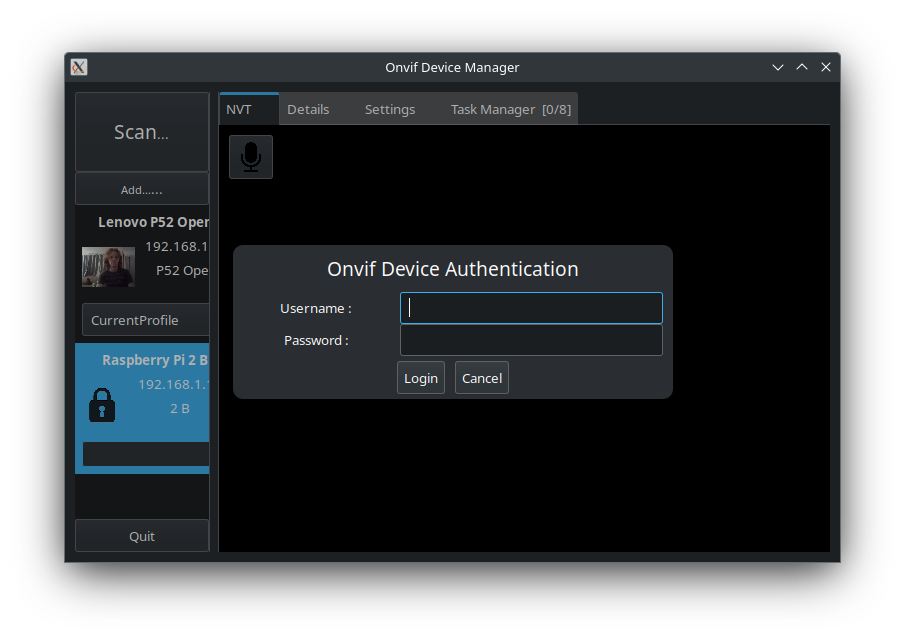 Onvif Device Manager
Scan...
Add......
Lenovo P52 Oper
192.168.1
P52 Ope
CurrentProfile
Raspberry Pi 2 B
192.168.1.
2 B
Quit
NVT Details Settings Task Manager [0/8]
Onvif Device Authentication
Username :
Password :
Login Cancel